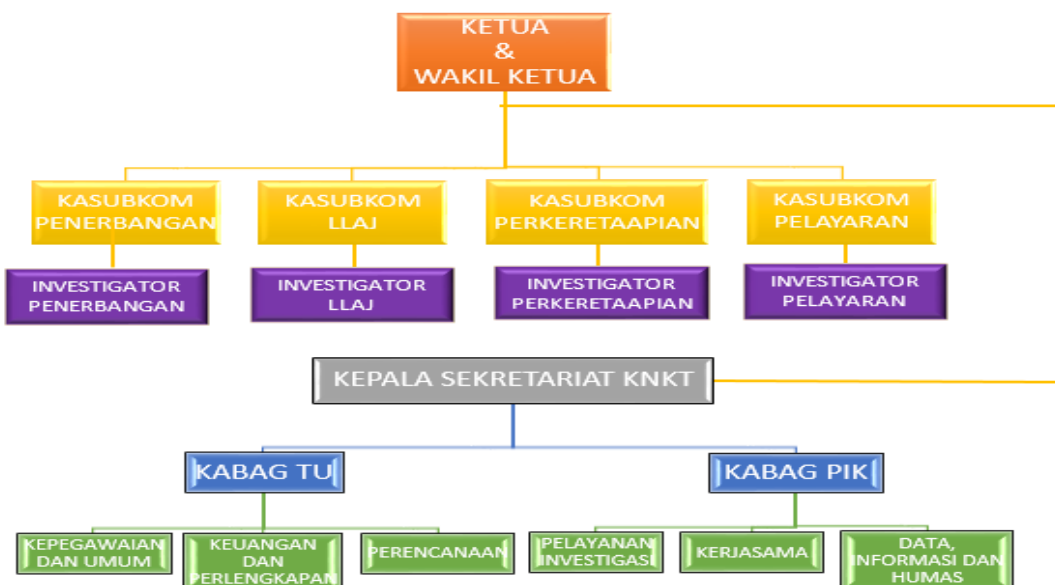 KETUA
&
WAKIL KETUA
KASUBKOM
PENERBANGAN
KASUBKOM
LLAJ
KASUBKOM
PERKERETAAPIAN
KASUBKOM
PELAYARAN
INVESTIGATOR
PENERBANGAN
INVESTIGATOR
LLAJ
INVESTIGATOR
PERKERETAAPIAN
INVESTIGATOR
PELAYARAN
KEPALA SEKRETARIAT KNKT
KABAG TU
KABAG PIK
KEPEGAWAIAN
DAN UMUM
KEUANGAN
DAN
PERLENGKAPAN
PERENCANAAN
PELAYANAN
INVESTIGASI
KERJASAMA
DATA,
INFORMASI DAN
HUMAS